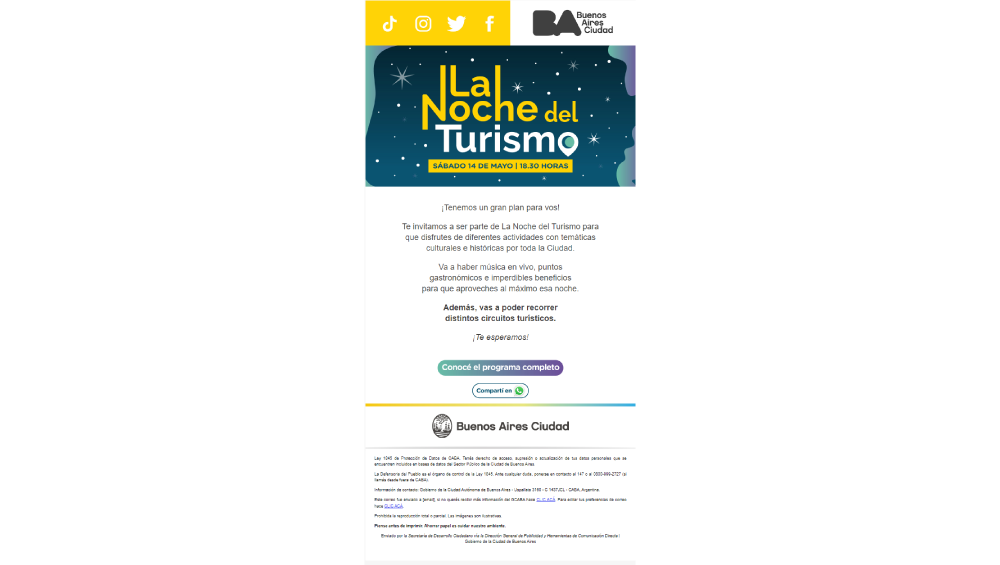 BA Buenos
Aires
Ciudad
La
Noche del
Turismo
SÁBADO 14 DE MAYO | 18.30 HORAS
¡Tenemos un gran plan para vos!
Te invitamos a ser parte de La Noche del Turismo para
que disfrutes de diferentes actividades con temáticas
culturales e históricas por toda la Ciudad.
Va a haber música en vivo, puntos
gastronómicos e imperdibles beneficios
para que aproveches al máximo esa noche.
Además, vas a poder recorrer
distintos circuitos turísticos.
¡Te esperamos!
Conocé el programa completo
Compartí en
Buenos Aires Ciudad
Ley 1845 de Protección de Datos de CABA. Tenés derecho de acceso, supresión o actualización de tus datos personales que se
encuentren incluidos en bases de datos del Sector Público de la Ciudad de Buenos Aires.
La Defensoría del Pueblo es el órgano de control de la Ley 1845. Ante cualquier duda, ponerse en contacto al 147 o al 0800-999-2727 (si
llamás desde fuera de CABA).
Información de contacto: Gobierno de la Ciudad Autónoma de Buenos Aires - Uspallata 3160 - C 1437JCL - CABA, Argentina.
Este correo fue enviado a [email], si no querés recibir más información del GCABA hacé CLIC ACÁ. Para editar tus preferencias de correo
hacé CLIC ACÁ.
Prohibida la reproducción total o parcial. Las imágenes son ilustrativas.
Piensa antes de imprimir. Ahorrar papel es cuidar nuestro ambiente.
Enviado por la Secretaría de Desarrollo Ciudadano vía la Dirección General de Publicidad y Herramientas de Comunicación Directa |
Gobierno de la Ciudad de Buenos Aires